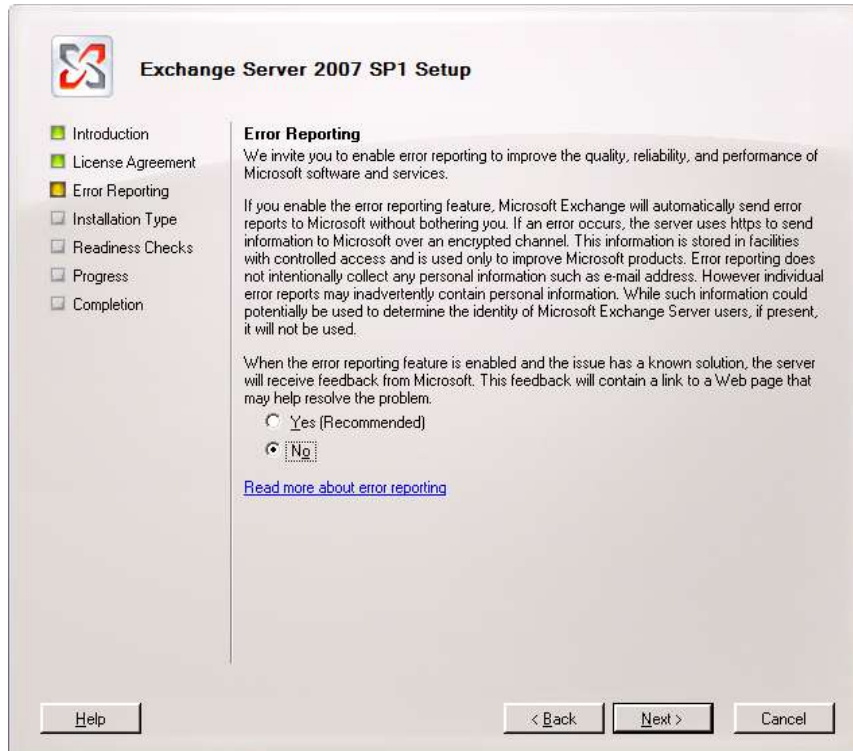 Exchange Server 2007 SP1 Setup
Introduction
License Agreement
Error Reporting
Installation Type
Readiness Checks
Progress
Completion
Error Reporting
We invite you to enable error reporting to improve the quality, reliability, and performance of
Microsoft software and services.
If you enable the error reporting feature, Microsoft Exchange will automatically send error
reports to Microsoft without bothering you. If an error occurs, the server uses https to send
information to Microsoft over an encrypted channel. This information is stored in facilities
with controlled access and is used only to improve Microsoft products. Error reporting does
not intentionally collect any personal information such as e-mail address. However individual
error reports may inadvertently contain personal information. While such information could
potentially be used to determine the identity of Microsoft Exchange Server users, if present,
it will not be used.
When the error reporting feature is enabled and the issue has a known solution, the server
will receive feedback from Microsoft. This feedback will contain a link to a Web page that
may help resolve the problem.
Yes (Recommended)
No
Read more about error reporting
Help
< Back
Next >
Cancel